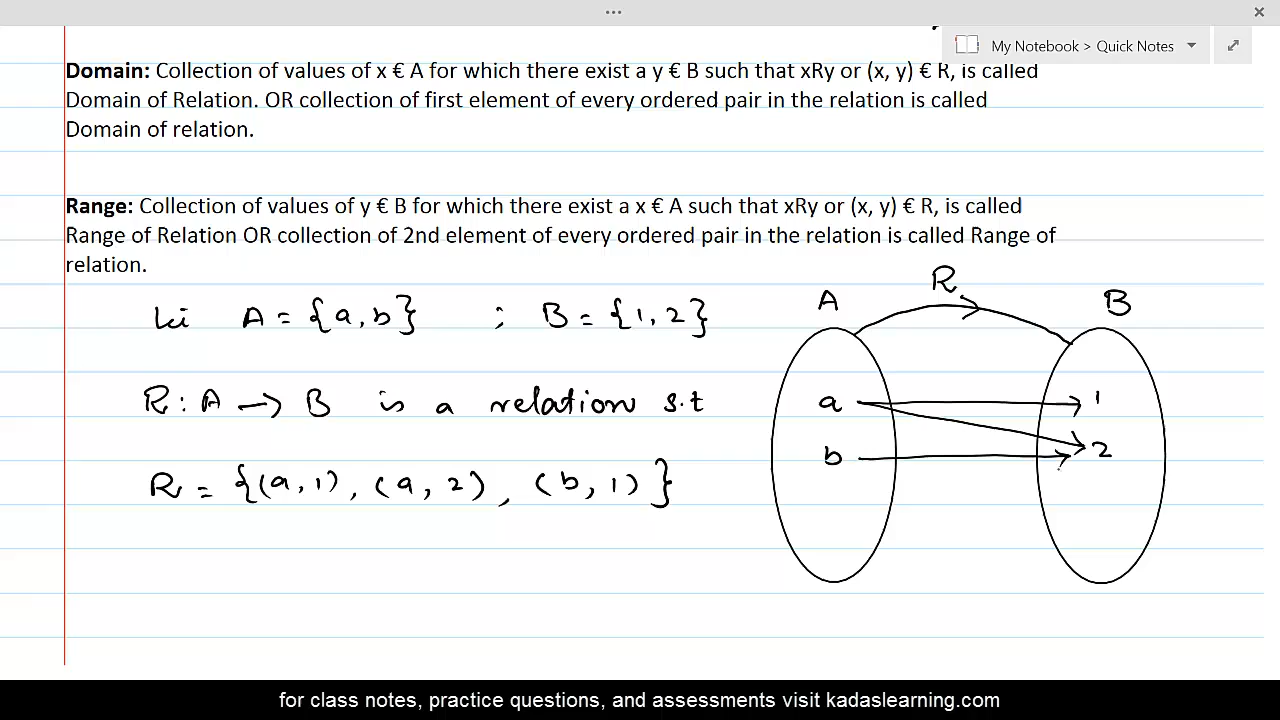 My Notebook > Quick Notes
Domain: Collection of values of x € A for which there exist a y € B such that xRy or (x, y) € R, is called
Domain of Relation. OR collection of first element of every ordered pair in the relation is called
Domain of relation.
Range: Collection of values of y € B for which there exist a x € A such that xRy or (x, y) € R, is called
Range of Relation OR collection of 2nd element of every ordered pair in the relation is called Range of
relation.
A = {a, b} ; B = {1, 2}
R : A → B is a relation s.t
R = {(a, 1), (a, 2), (b, 1)}
R
A B
a 1
b 2
for class notes, practice questions, and assessments visit kadaslearning.com